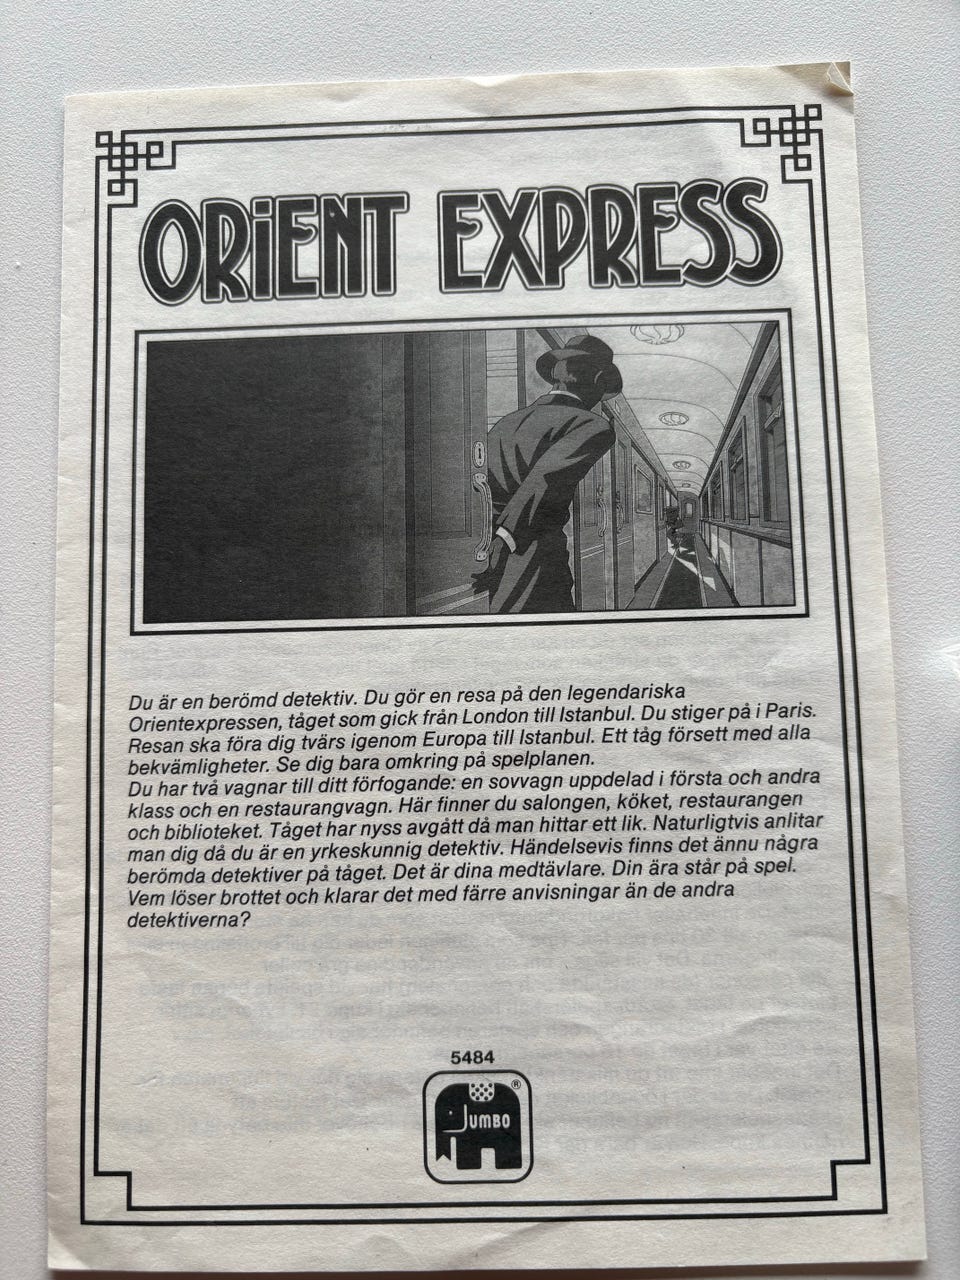 ORiENT EXPRESS
Du är en berömd detektiv. Du gör en resa på den legendariska
Orientexpressen, tåget som gick från London till Istanbul. Du stiger på i Paris.
Resan ska föra dig tvärs igenom Europa till Istanbul. Ett tåg försett med alla
bekvämligheter. Se dig bara omkring på spelplanen.
Du har två vagnar till ditt förfogande: en sovvagn uppdelad i första och andra
klass och en restaurangvagn. Här finner du salongen, köket, restaurangen
och biblioteket. Tåget har nyss avgått då man hittar ett lik. Naturligtvis anlitar
man dig då du är en yrkeskunnig detektiv. Händelsevis finns det ännu några
berömda detektiver på tåget. Det är dina medtävlare. Din ära står på spel.
Vem löser brottet och klarar det med färre anvisningar än de andra
detektiverna?
5484
JUMBO ®